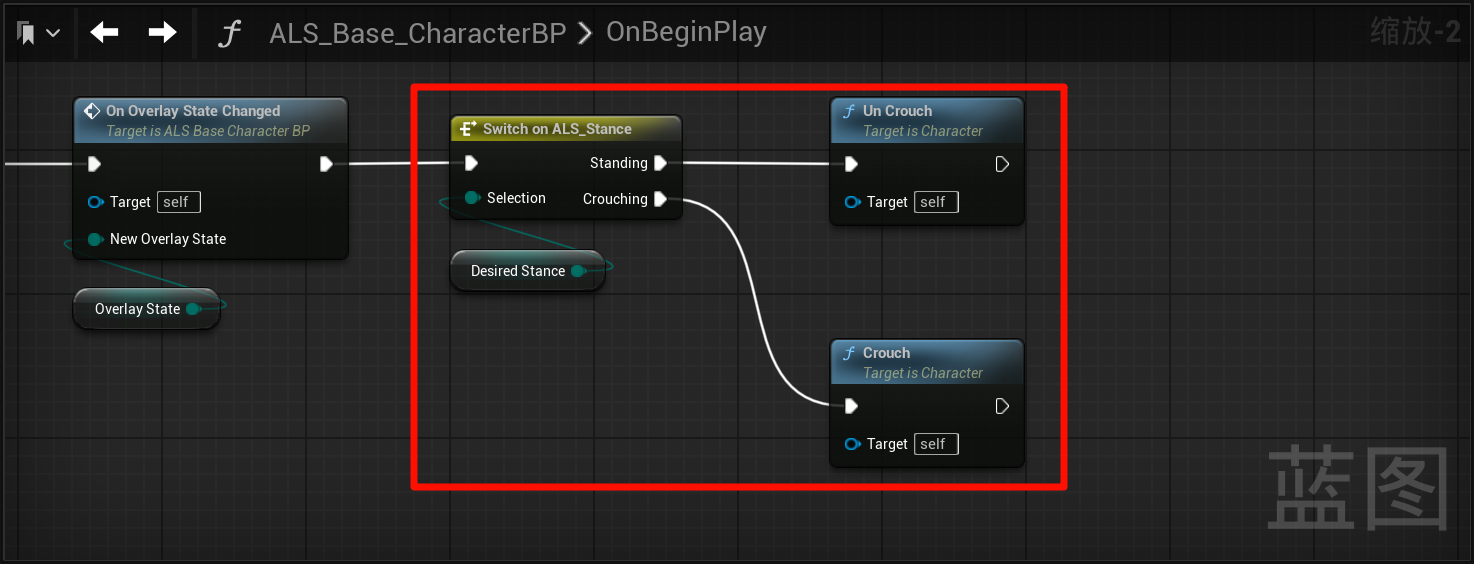 ALS_Base_CharacterBP > OnBeginPlay
缩放-2
On Overlay State Changed
Target is ALS Base Character BP
Target self
New Overlay State
Overlay State
Switch on ALS_Stance
Standing
Selection
Crouching
Desired Stance
Un Crouch
Target is Character
Target self
Crouch
Target is Character
Target self
蓝图